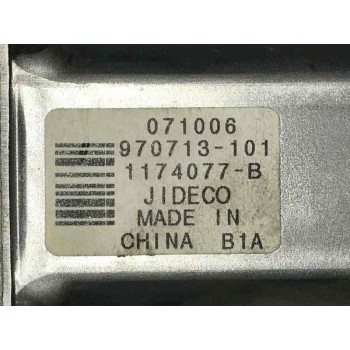 071006
970713-101
1174077-B
JIDECO
MADE IN
CHINA B1A